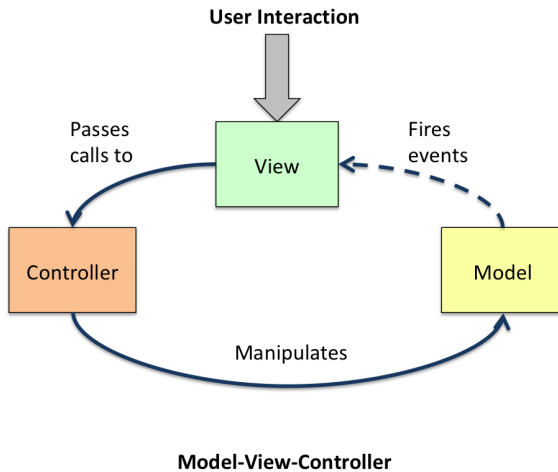 User Interaction
Passes
calls to
Fires
events
View
Controller
Model
Manipulates
Model-View-Controller